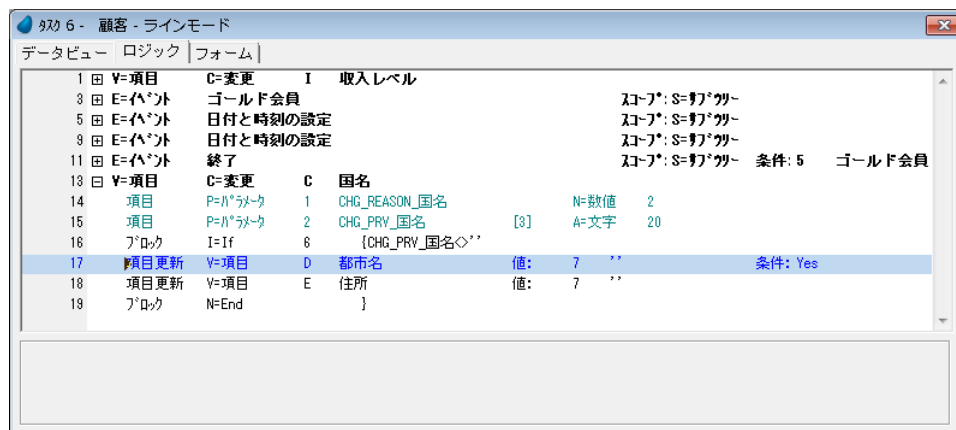 ﾀｽｸ 6 - 顧客 - ラインモード
データビュー ロジック フォーム
1 V=項目 C=変更 I 収入レベル
3 E=ｲﾍﾞﾝﾄ ゴールド会員 ｽｺｰﾌﾟ: S=ｻﾌﾞﾂﾘｰ
5 E=ｲﾍﾞﾝﾄ 日付と時刻の設定 ｽｺｰﾌﾟ: S=ｻﾌﾞﾂﾘｰ
9 E=ｲﾍﾞﾝﾄ 日付と時刻の設定 ｽｺｰﾌﾟ: S=ｻﾌﾞﾂﾘｰ
11 E=ｲﾍﾞﾝﾄ 終了 ｽｺｰﾌﾟ: S=ｻﾌﾞﾂﾘｰ 条件: 5 ゴールド会員
13 V=項目 C=変更 C 国名
14 項目 P=ﾊﾟﾗﾒｰﾀ 1 CHG_REASON_国名 N=数値 2
15 項目 P=ﾊﾟﾗﾒｰﾀ 2 CHG_PRV_国名 [3] A=文字 20
16 ﾌﾞﾛｯｸ I=If 6 {CHG_PRV_国名<>''
17 項目更新 V=項目 D 都市名 値: 7 '' 条件: Yes
18 項目更新 V=項目 E 住所 値: 7 ''
19 ﾌﾞﾛｯｸ N=End }